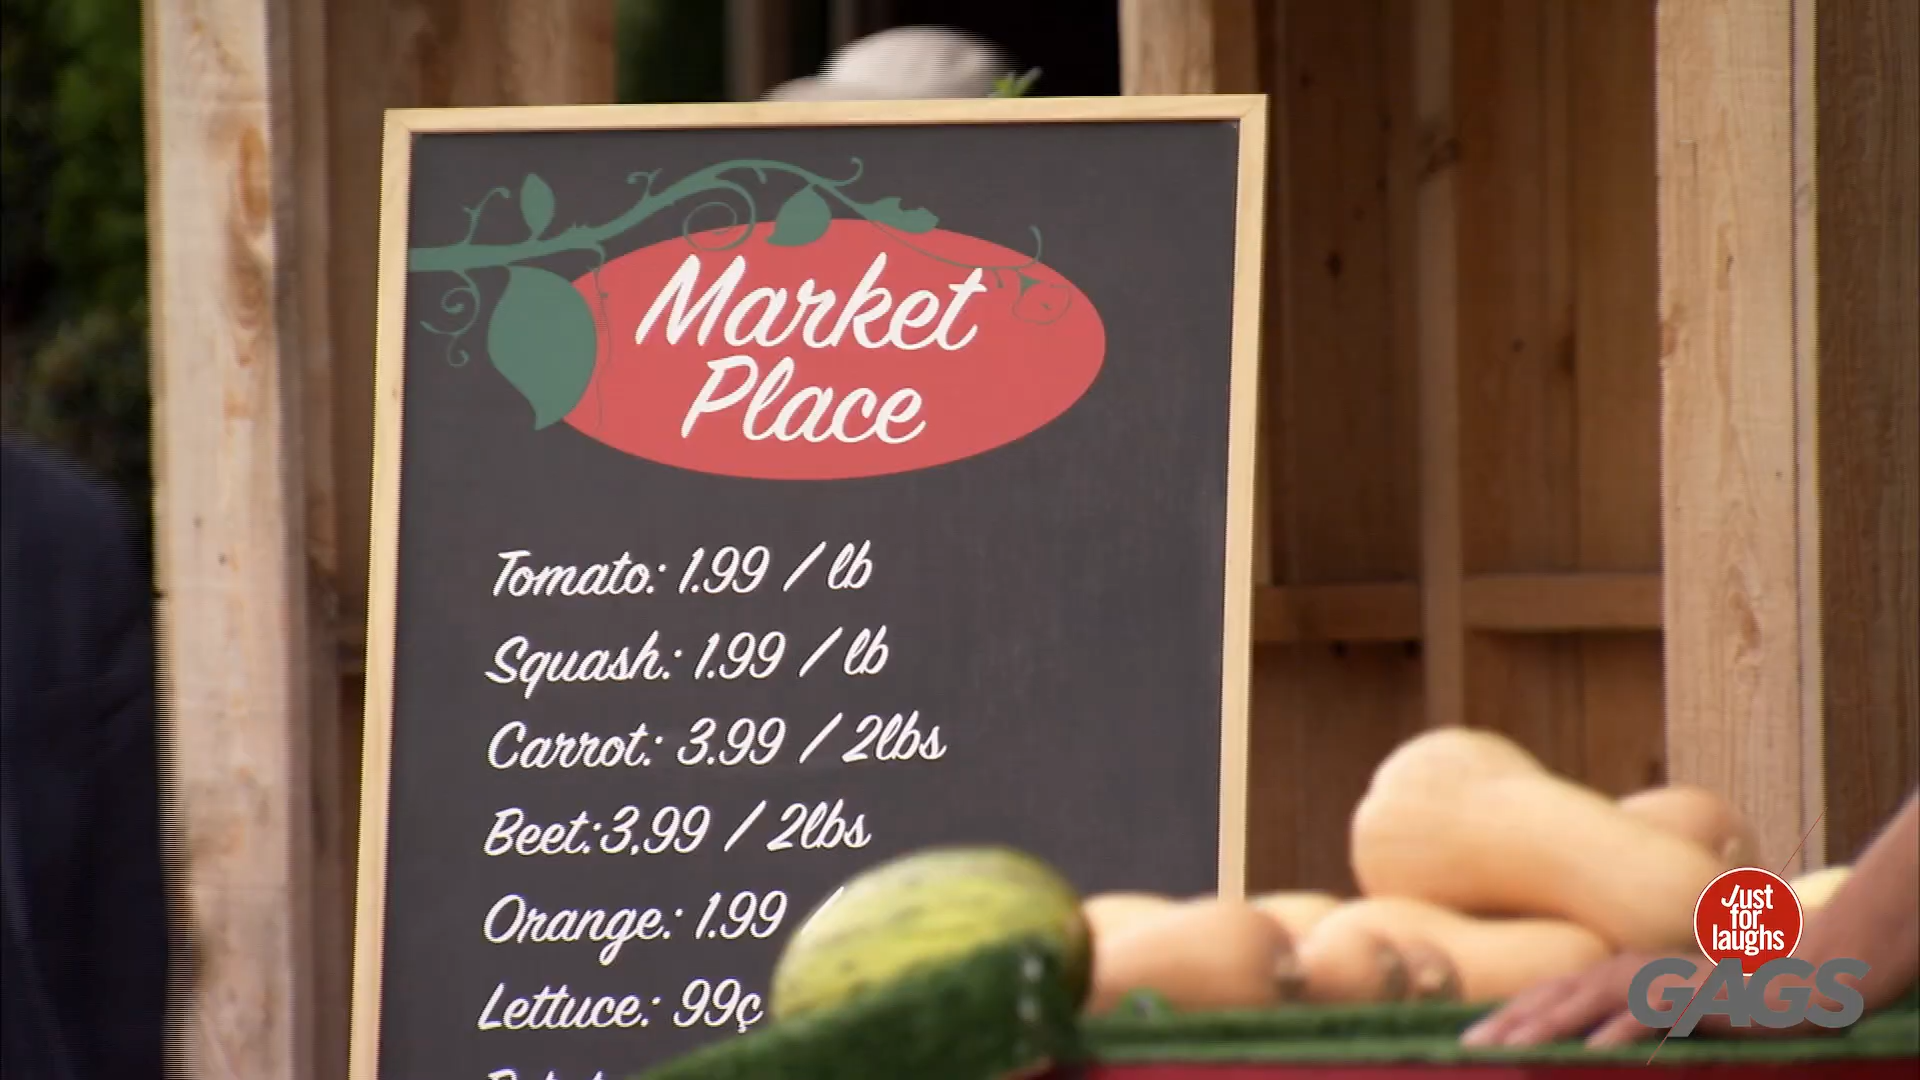 Market
Place
Tomato: 1.99 / lb
Squash: 1.99 / lb
Carrot: 3.99 / 2lbs
Beet:3,99 / 2lbs
Orange: 1.99 /
Lettuce: 99ç
Just
for
laughs
GAGS